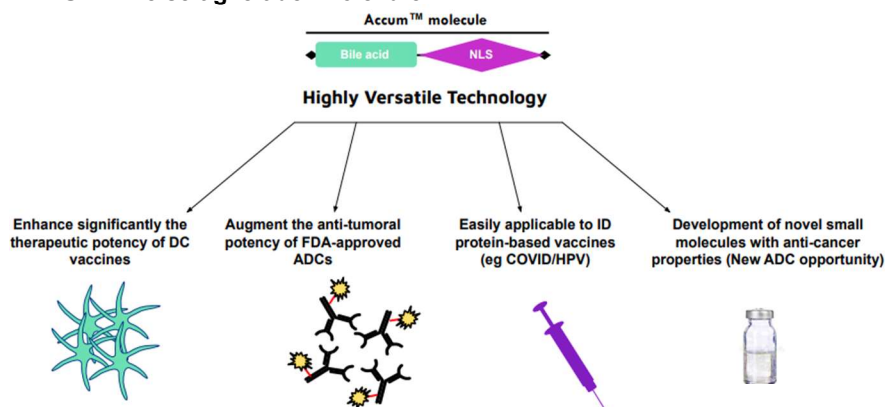 Accum™ molecule
Bile acid
NLS
Highly Versatile Technology
Enhance significantly the
therapeutic potency of DC
vaccines
Augment the anti-tumoral
potency of FDA-approved
ADCs
Easily applicable to ID
protein-based vaccines
(eg COVID/HPV)
Development of novel small
molecules with anti-cancer
properties (New ADC opportunity)